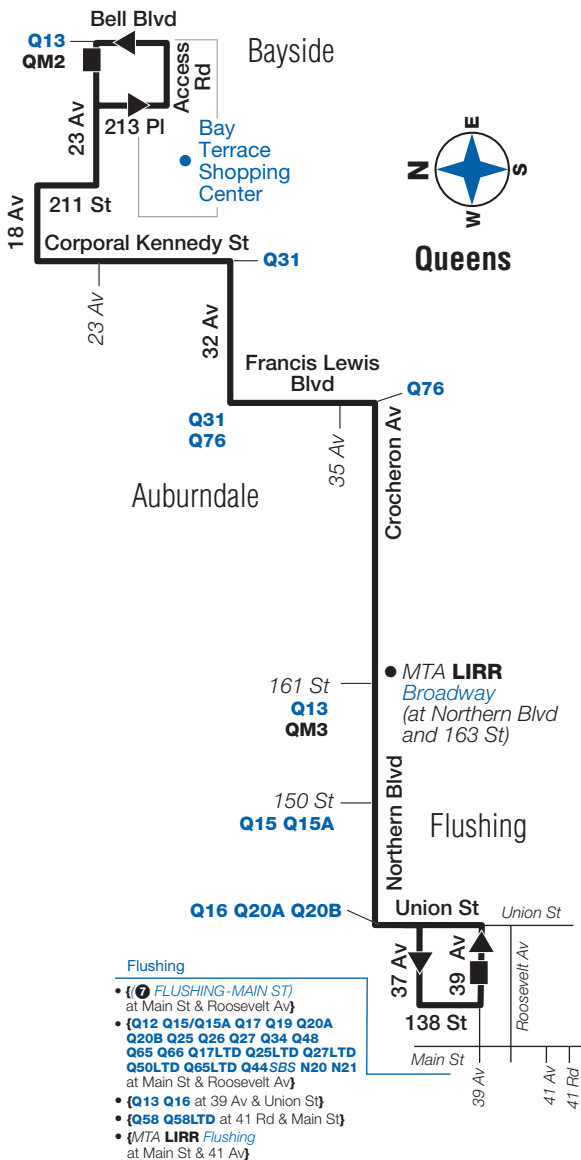 Bell Blvd
Q13
QM2
Bayside
Access
Rd
23 Av
213 Pl
Bay
Terrace
Shopping
Center
N
E
S
W
Queens
18 Av
211 St
Corporal Kennedy St
Q31
23 Av
32 Av
Francis Lewis
Blvd
Q76
Q31
Q76
35 Av
Crocheron Av
Auburndale
161 St
Q13
QM3
MTA LIRR
Broadway
(at Northern Blvd
and 163 St)
150 St
Q15 Q15A
Northern Blvd
Flushing
Q16 Q20A Q20B
Union St
Union St
37 Av
39 Av
Roosevelt Av
138 St
Main St
39 Av
41 Av
41 Rd
Flushing
• {(7 FLUSHING-MAIN ST)
at Main St & Roosevelt Av}
• {Q12 Q15/Q15A Q17 Q19 Q20A
Q20B Q25 Q26 Q27 Q34 Q48
Q65 Q66 Q17LTD Q25LTD Q27LTD
Q50LTD Q65LTD Q44SBS N20 N21
at Main St & Roosevelt Av}
• {Q13 Q16 at 39 Av & Union St}
• {Q58 Q58LTD at 41 Rd & Main St}
• {MTA LIRR Flushing
at Main St & 41 Av}